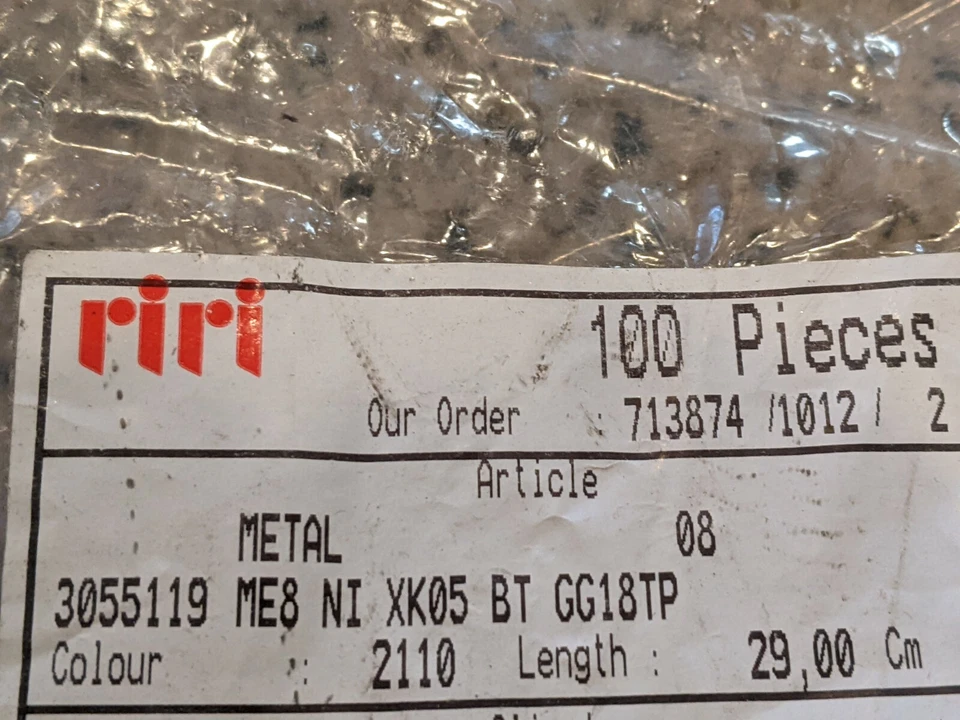 riri
100 Pieces
Our Order : 713874 /1012 / 2
Article
METAL 08
3055119 ME8 NI XK05 BT GG18TP
Colour : 2110 Length : 29,00 Cm